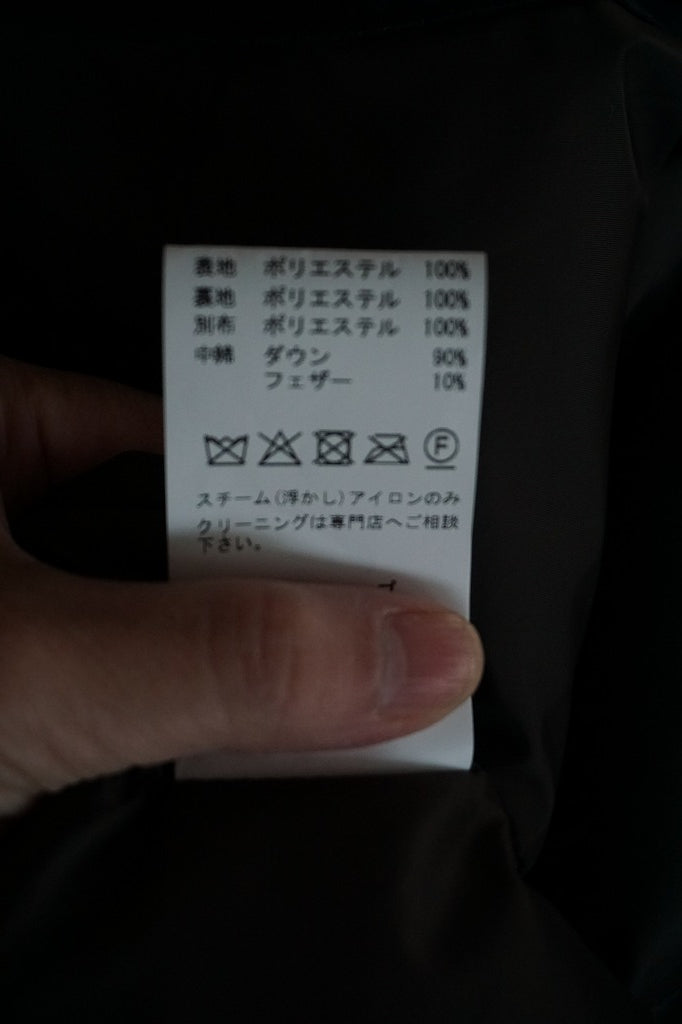 表地 ポリエステル 100%
裏地 ポリエステル 100%
別布 ポリエステル 100%
中綿 ダウン 90%
フェザー 10%
F
スチーム(浮かし)アイロンのみ
クリーニングは専門店へご相談
下さい。